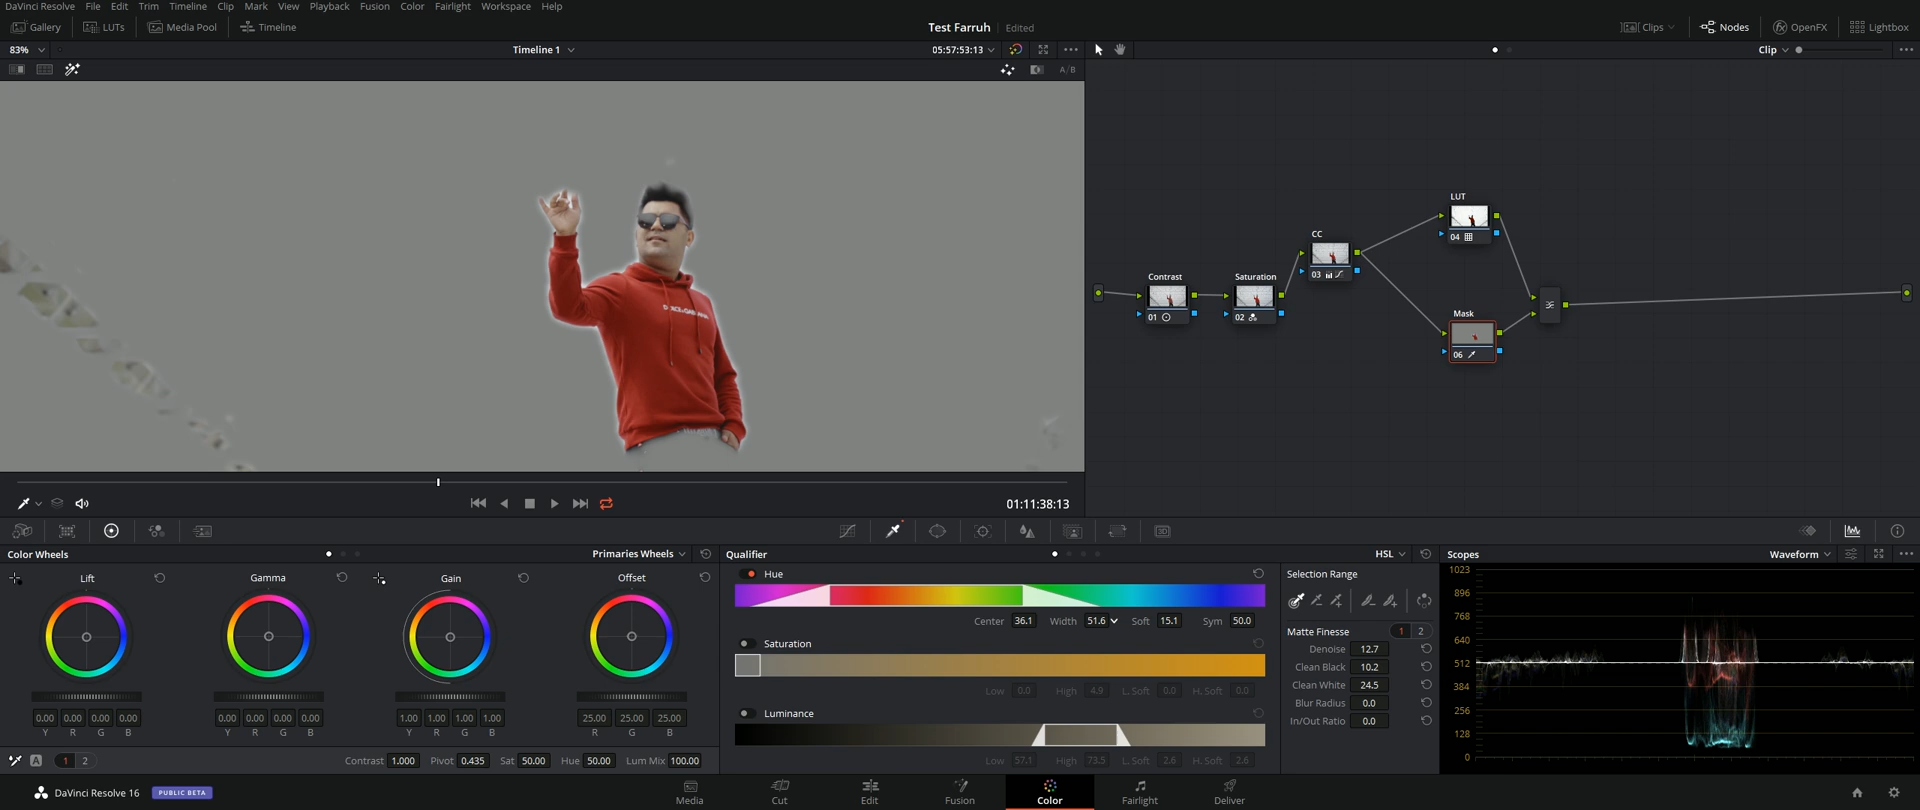 DaVinci Resolve File Edit Trim Timeline Clip Mark View Playback Fusion Color Fairlight Workspace Help
Gallery LUTs Media Pool Timeline Test Farruh Edited Clips Nodes OpenFX Lightbox
83% Timeline 1 05:57:53:13 Clip
A/B
LUT
04
CC
03
Contrast
01
Saturation
02
Mask
06
01:11:38:13
3D
Color Wheels Primaries Wheels
Lift Gamma Gain Offset
0.00 0.00 0.00 0.00 0.00 0.00 0.00 0.00 1.00 1.00 1.00 1.00 25.00 25.00 25.00
Y R G B Y R G B Y R G B R G B
A 1 2 Contrast 1.000 Pivot 0.435 Sat 50.00 Hue 50.00 Lum Mix 100.00
Qualifier HSL
Hue
Center 36.1 Width 51.6 Soft 15.1 Sym 50.0
Saturation
Low 0.0 High 4.9 L. Soft 0.0 H. Soft 0.0
Luminance
Low 57.1 High 73.5 L. Soft 2.6 H. Soft 2.6
Selection Range
Matte Finesse 1 2
Denoise 12.7
Clean Black 10.2
Clean White 24.5
Blur Radius 0.0
In/Out Ratio 0.0
Scopes Waveform
1023
896
768
640
512
384
256
128
0
DaVinci Resolve 16 PUBLIC BETA
Media Cut Edit Fusion Color Fairlight Deliver